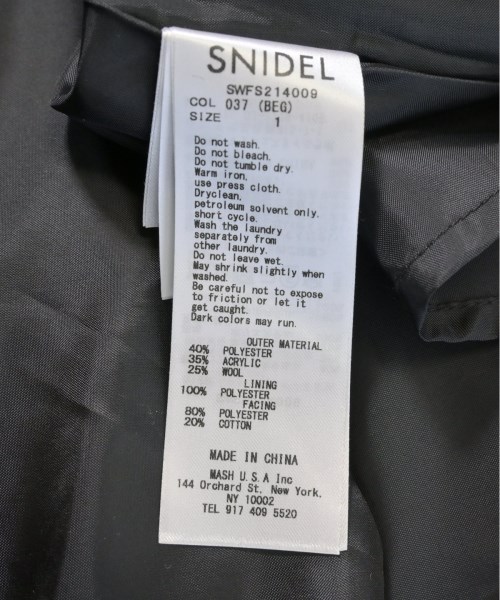 SNIDEL
SWFS214009
COL 037 (BEG)
SIZE 1
Do not wash.
Do not bleach.
Do not tumble dry.
Warm iron,
use press cloth.
Dryclean,
petroleum solvent only.
short cycle.
Wash the laundry
separately from
other laundry.
Do not leave wet.
May shrink slightly when
washed.
Be careful not to expose
to friction or let it
get caught.
Dark colors may run.
OUTER MATERIAL
40% POLYESTER
35% ACRYLIC
25% WOOL
LINING
100% POLYESTER
FACING
80% POLYESTER
20% COTTON
MADE IN CHINA
MASH U.S.A Inc
144 Orchard St. New York.
NY 10002
TEL 917 409 5520